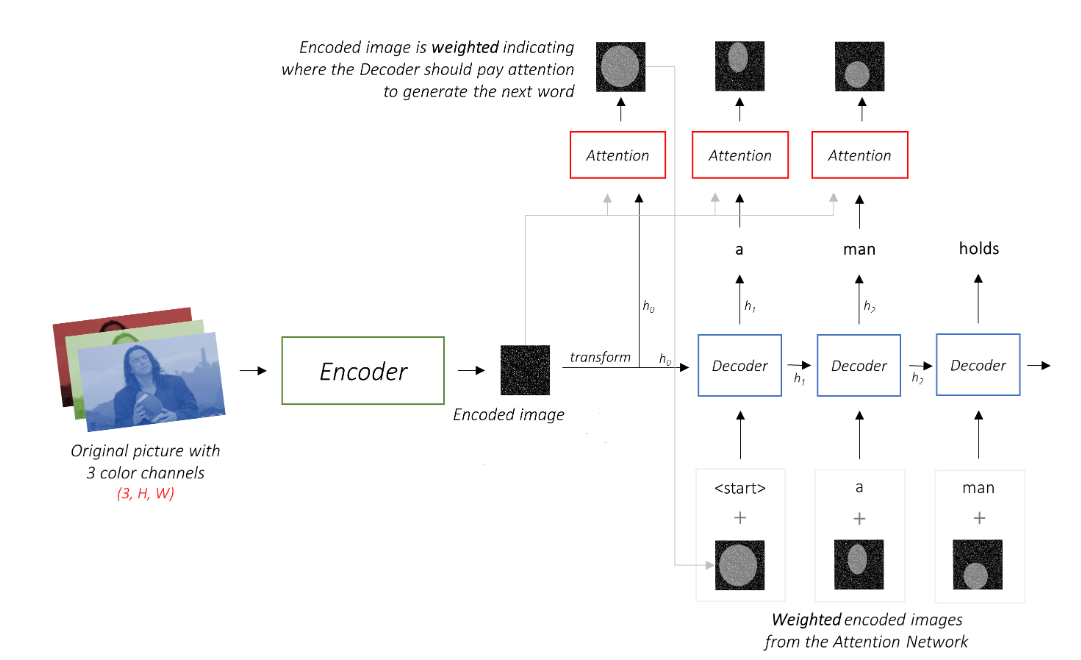 Encoded image is weighted indicating
where the Decoder should pay attention
to generate the next word
Attention
Attention
Attention
a
man
holds
h0
h1
h2
Encoder
transform
h0
Decoder
h1
Decoder
h2
Decoder
Encoded image
Original picture with
3 color channels
(3, H, W)
<start>
+
a
+
man
+
Weighted encoded images
from the Attention Network